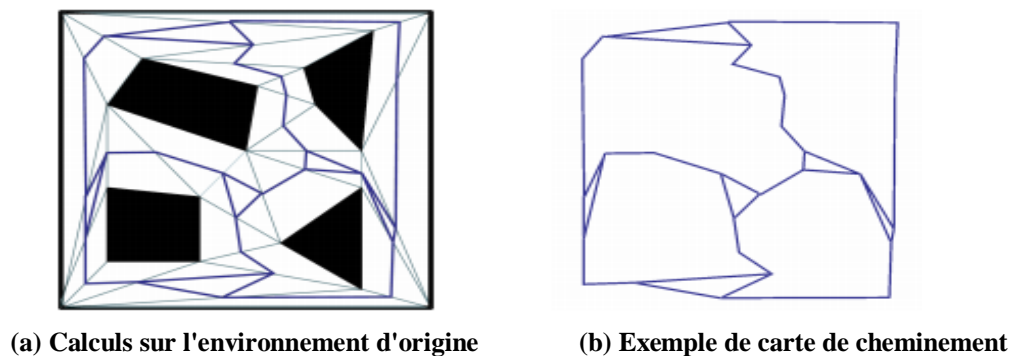 (a) Calculs sur l'environnement d'origine
(b) Exemple de carte de cheminement